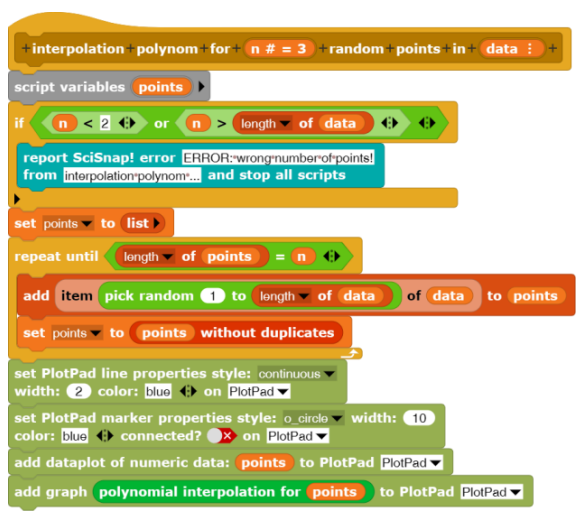 +interpolation+polynom+for+ n # = 3 +random+points+in+ data ⋮ +
script variables points
if n < 2 or n > length of data
report SciSnap! error ERROR:•wrong•number•of•points!
from interpolation•polynom•... and stop all scripts
set points to list
repeat until length of points = n
add item pick random 1 to length of data of data to points
set points to points without duplicates
set PlotPad line properties style: continuous
width: 2 color: blue on PlotPad
set PlotPad marker properties style: o_circle width: 10
color: blue connected? on PlotPad
add dataplot of numeric data: points to PlotPad PlotPad
add graph polynomial interpolation for points to PlotPad PlotPad